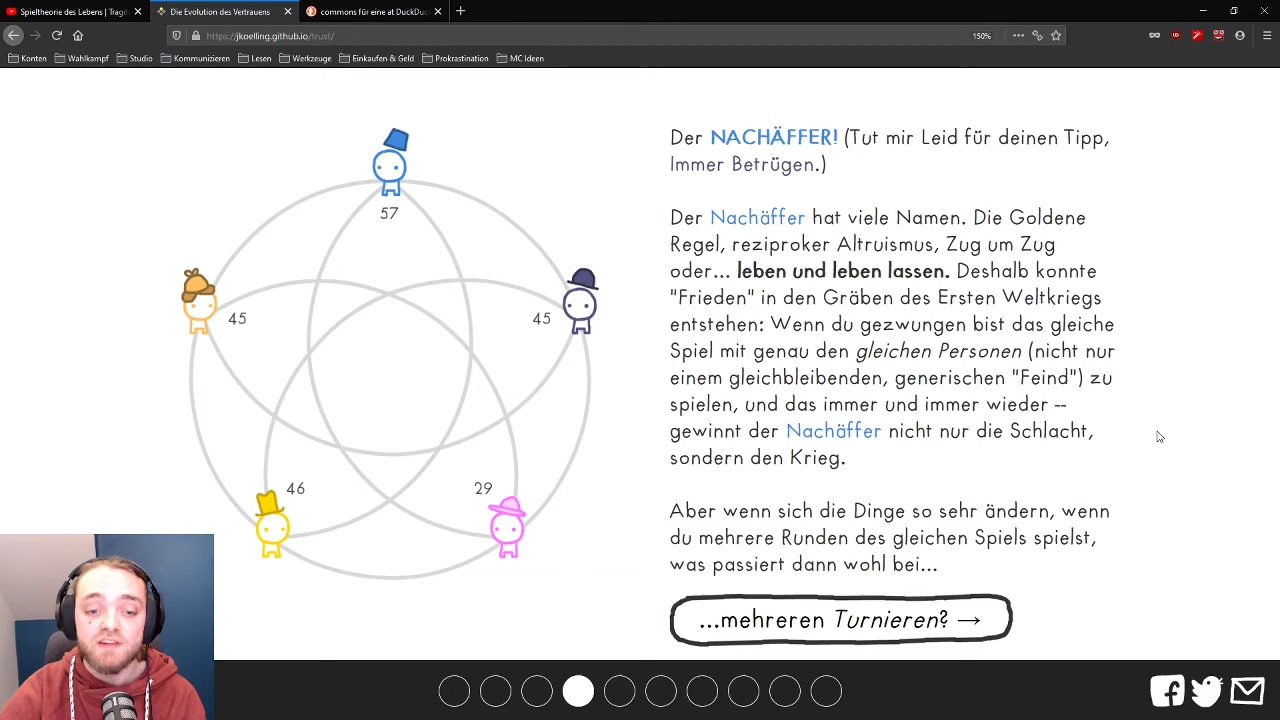 Spieltheorie des Lebens | Tragö
Die Evolution des Vertrauens
commons für eine at DuckDuc
https://jkoelling.github.io/trust/
150%
Konten
Wahlkampf
Studio
Kommunizieren
Lesen
Werkzeuge
Einkaufen & Geld
Prokrastination
MC Ideen
57
45
45
46
29
Der NACHÄFFER! (Tut mir Leid für deinen Tipp,
Immer Betrügen.)
Der Nachäffer hat viele Namen. Die Goldene
Regel, reziproker Altruismus, Zug um Zug
oder... leben und leben lassen. Deshalb konnte
"Frieden" in den Gräben des Ersten Weltkriegs
entstehen: Wenn du gezwungen bist das gleiche
Spiel mit genau den gleichen Personen (nicht nur
einem gleichbleibenden, generischen "Feind") zu
spielen, und das immer und immer wieder --
gewinnt der Nachäffer nicht nur die Schlacht,
sondern den Krieg.
Aber wenn sich die Dinge so sehr ändern, wenn
du mehrere Runden des gleichen Spiels spielst,
was passiert dann wohl bei...
...mehreren Turnieren? →